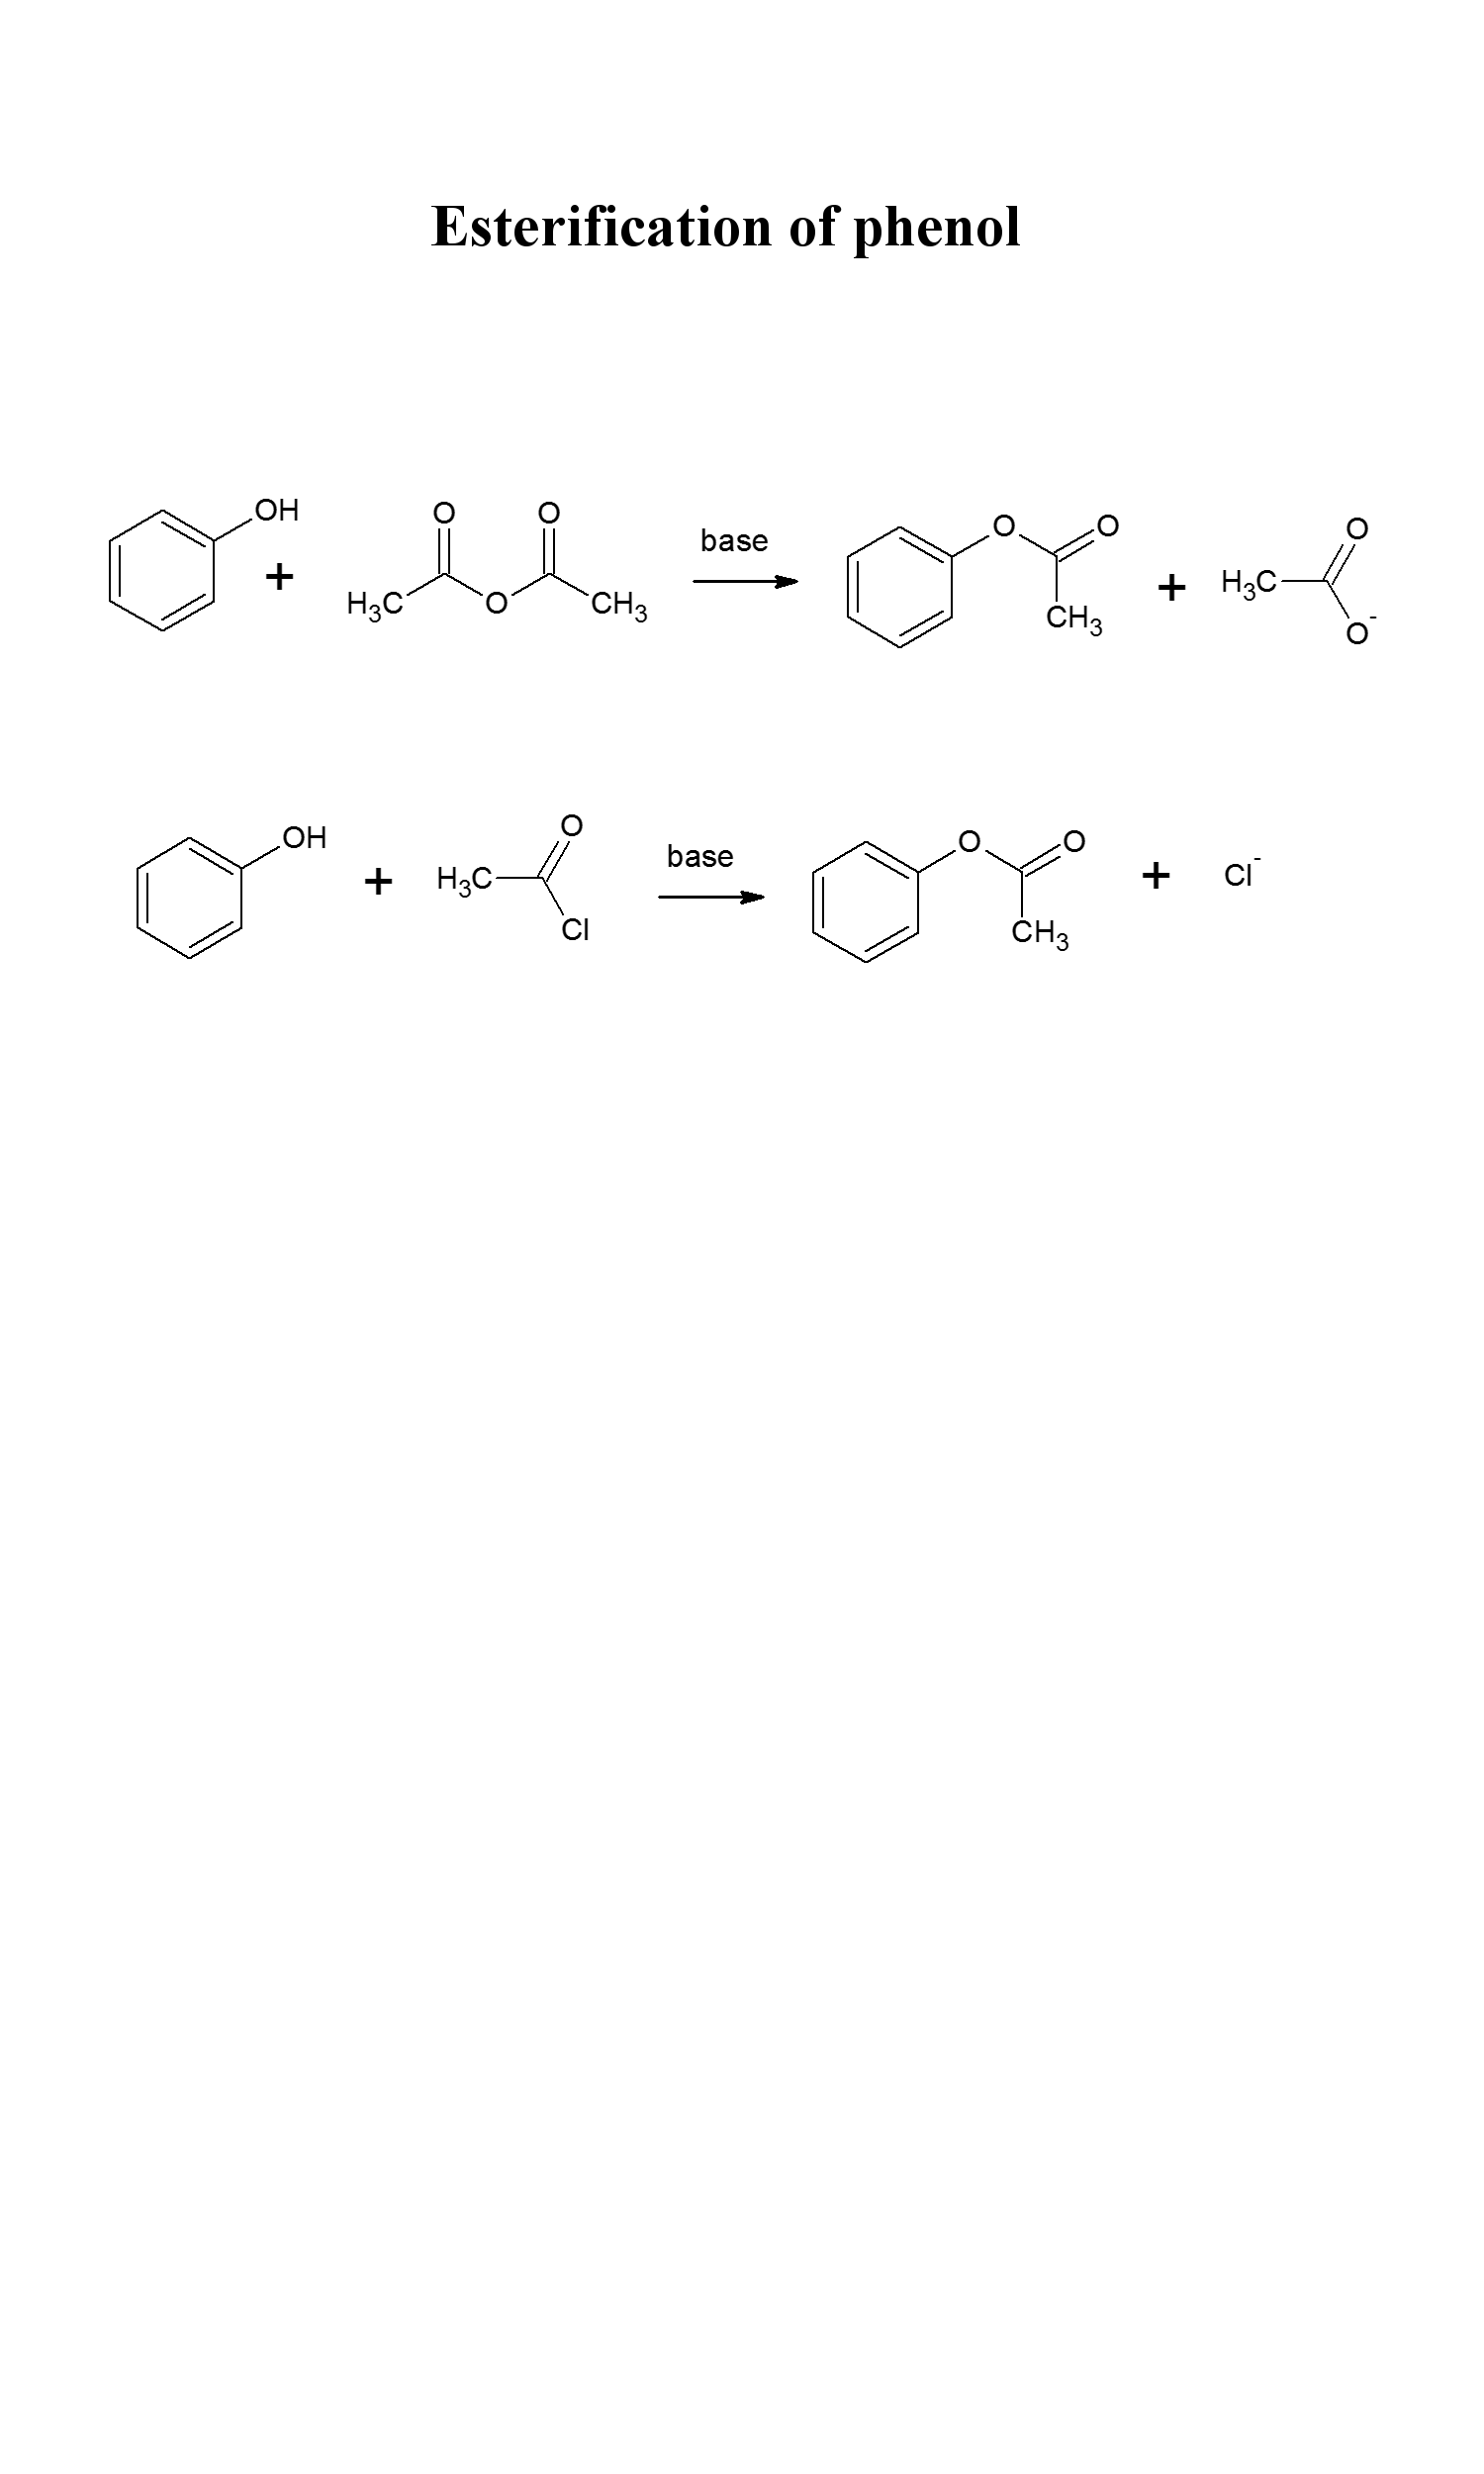 Esterification of phenol
OH + O O H₃C O CH₃ base O O CH₃ + H₃C O O⁻
OH + H₃C O Cl base O O CH₃ + Cl⁻